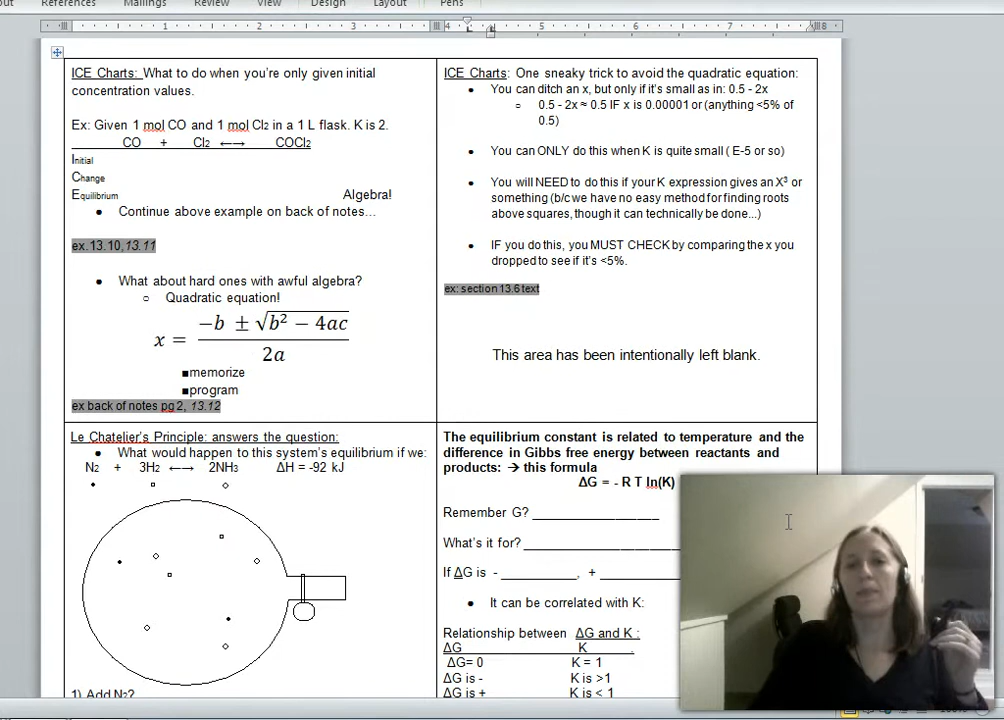 References
Mailings
Review
View
Design
Layout
Pens
1 2 3 4 5 6 7 8
ICE Charts: What to do when you're only given initial
concentration values.
Ex: Given 1 mol CO and 1 mol Cl2 in a 1 L flask. K is 2.
CO + Cl2 ←→ COCl2
Initial
Change
Equilibrium Algebra!
• Continue above example on back of notes…
ex. 13.10, 13.11
• What about hard ones with awful algebra?
○ Quadratic equation!
x = (-b ± √(b² − 4ac)) / 2a
■memorize
■program
ex back of notes pg 2, 13.12
ICE Charts: One sneaky trick to avoid the quadratic equation:
• You can ditch an x, but only if it's small as in: 0.5 - 2x
○ 0.5 - 2x ≈ 0.5 IF x is 0.00001 or (anything <5% of
0.5)
• You can ONLY do this when K is quite small ( E-5 or so)
• You will NEED to do this if your K expression gives an X³ or
something (b/c we have no easy method for finding roots
above squares, though it can technically be done...)
• IF you do this, you MUST CHECK by comparing the x you
dropped to see if it's <5%.
ex: section 13.6 text
This area has been intentionally left blank.
Le Chatelier's Principle: answers the question:
• What would happen to this system's equilibrium if we:
N2 + 3H2 ←→ 2NH3 ΔH = -92 kJ
1) Add N2?
The equilibrium constant is related to temperature and the
difference in Gibbs free energy between reactants and
products: → this formula
ΔG = - R T ln(K)
Remember G? ____________________
What's it for? ____________________
If ΔG is - ____________, + ____________
• It can be correlated with K:
Relationship between ΔG and K :
ΔG K .
ΔG= 0 K = 1
ΔG is - K is >1
ΔG is + K is < 1